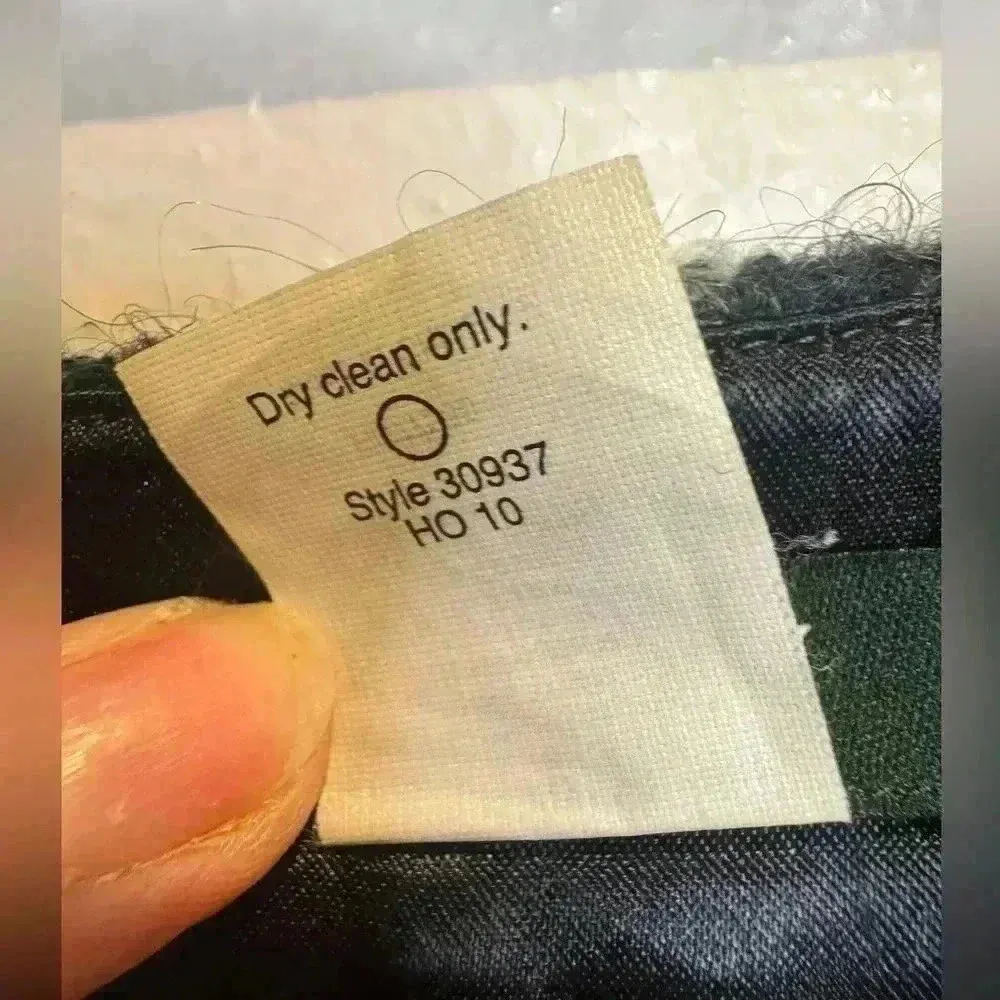 Dry clean only.
Style 30937
HO 10